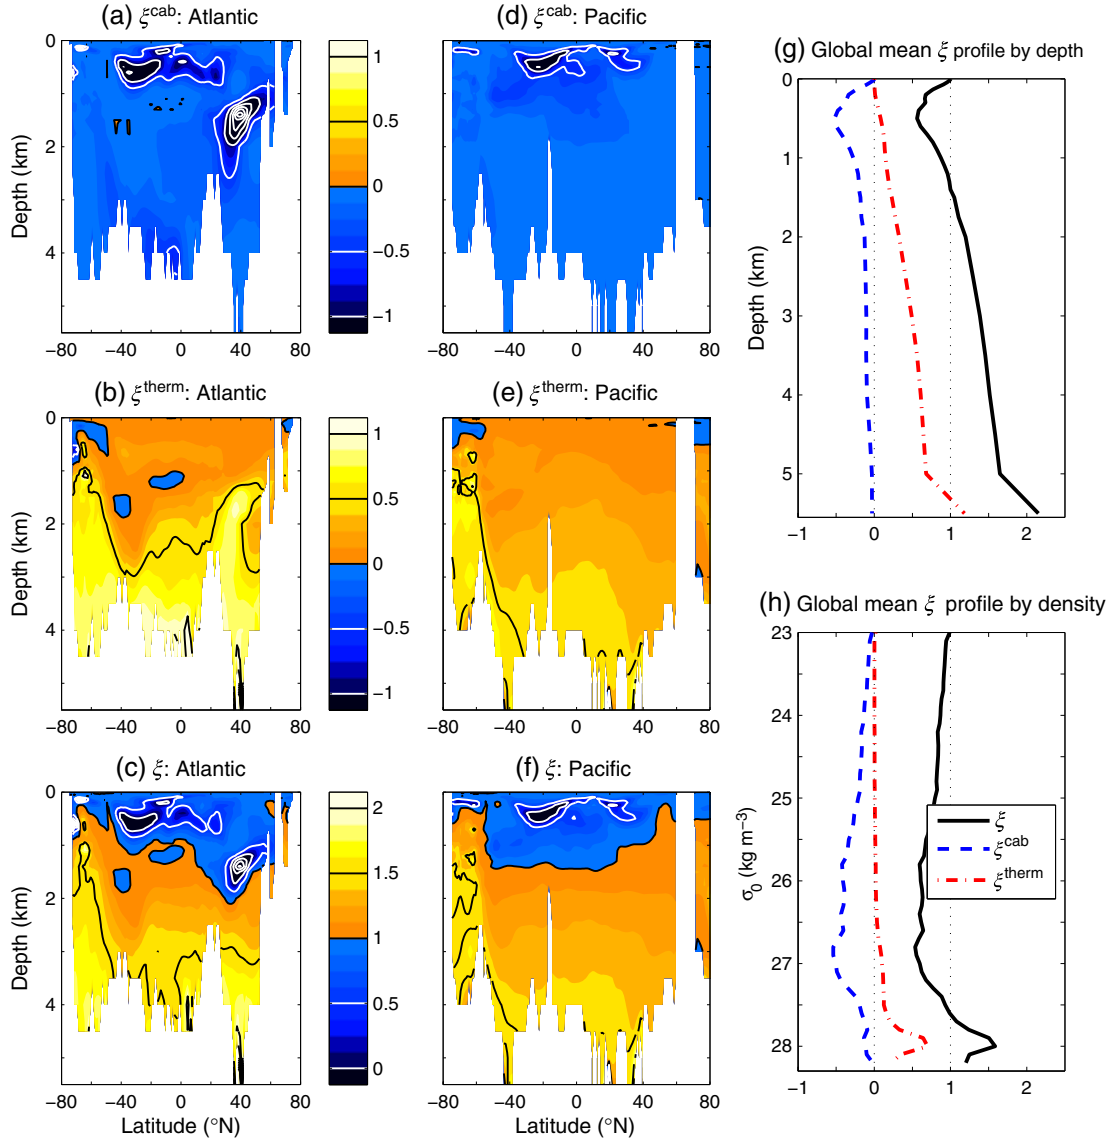 (a) ξcab: Atlantic
0
2
4
Depth (km)
−80 −40 0 40 80
1
0.5
0
−0.5
−1
(d) ξcab: Pacific
−80 −40 0 40 80
(b) ξtherm: Atlantic
0
2
4
Depth (km)
−80 −40 0 40 80
1
0.5
0
−0.5
−1
(e) ξtherm: Pacific
−80 −40 0 40 80
(c) ξ: Atlantic
0
2
4
Depth (km)
−80 −40 0 40 80
Latitude (°N)
2
1.5
1
0.5
0
(f) ξ: Pacific
−80 −40 0 40 80
Latitude (°N)
(g) Global mean ξ profile by depth
0
1
2
3
4
5
Depth (km)
−1 0 1 2
(h) Global mean ξ profile by density
23
24
25
26
27
28
σ0 (kg m−3)
ξ
ξcab
ξtherm
−1 0 1 2